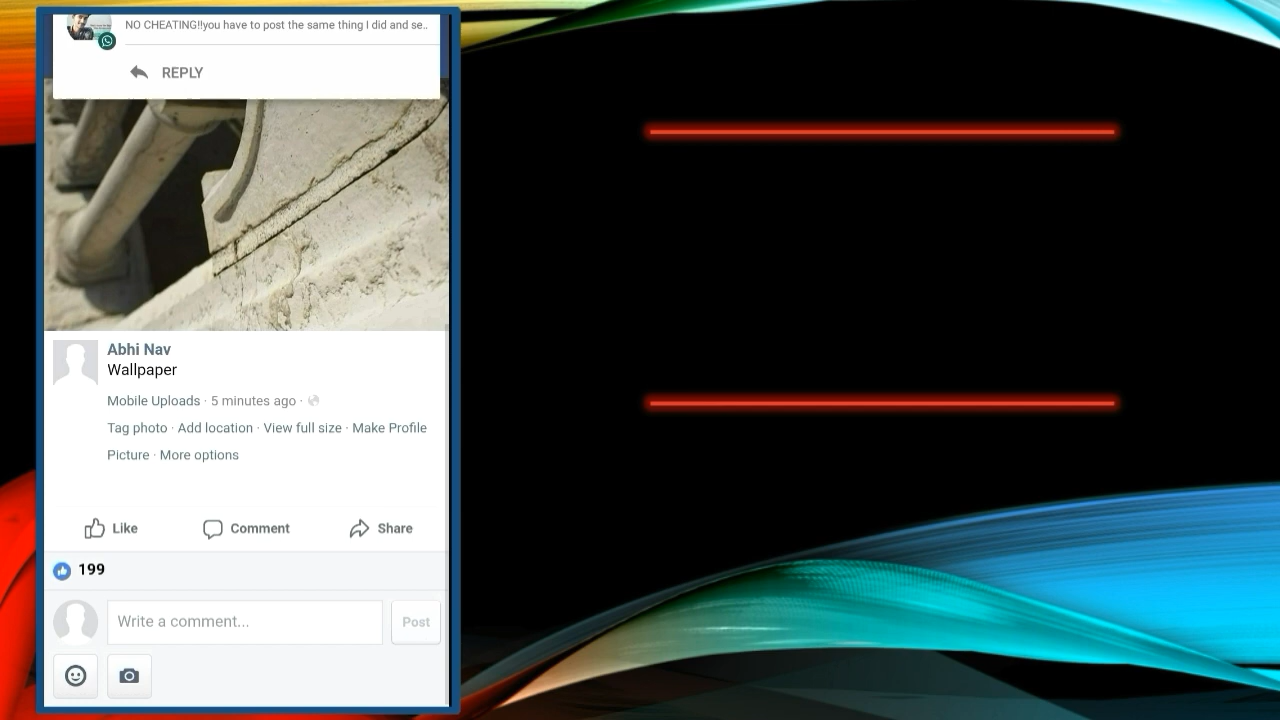 NO CHEATING!!you have to post the same thing I did and se..
REPLY
Abhi Nav
Wallpaper
Mobile Uploads · 5 minutes ago ·
Tag photo · Add location · View full size · Make Profile
Picture · More options
Like Comment Share
199
Write a comment... Post